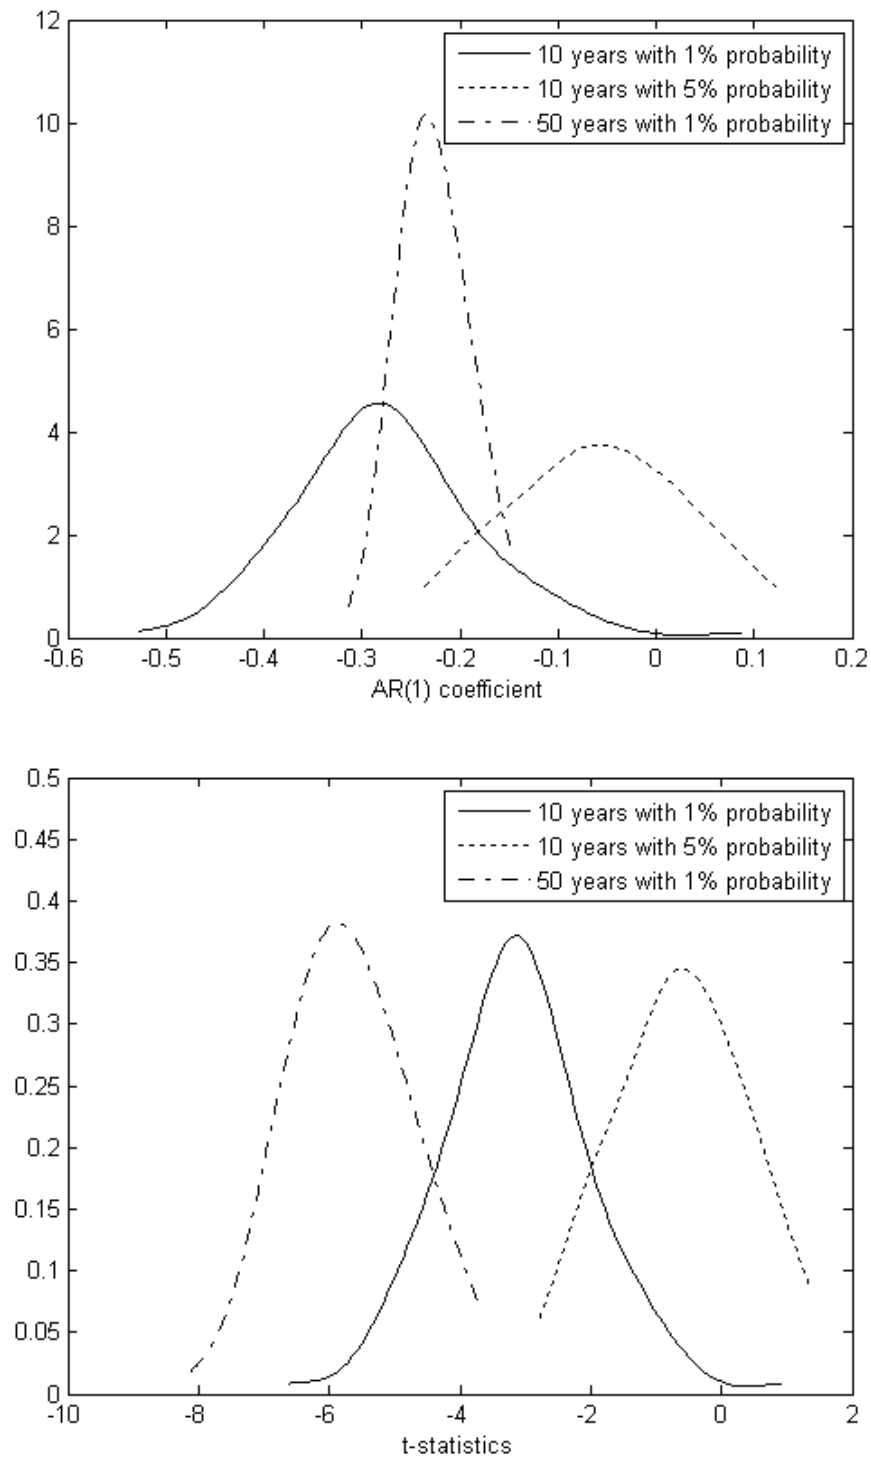 12
10
8
6
4
2
0
10 years with 1% probability
10 years with 5% probability
50 years with 1% probability
-0.6 -0.5 -0.4 -0.3 -0.2 -0.1 0 0.1 0.2
AR(1) coefficient
0.5
0.45
0.4
0.35
0.3
0.25
0.2
0.15
0.1
0.05
0
10 years with 1% probability
10 years with 5% probability
50 years with 1% probability
-10 -8 -6 -4 -2 0 2
t-statistics